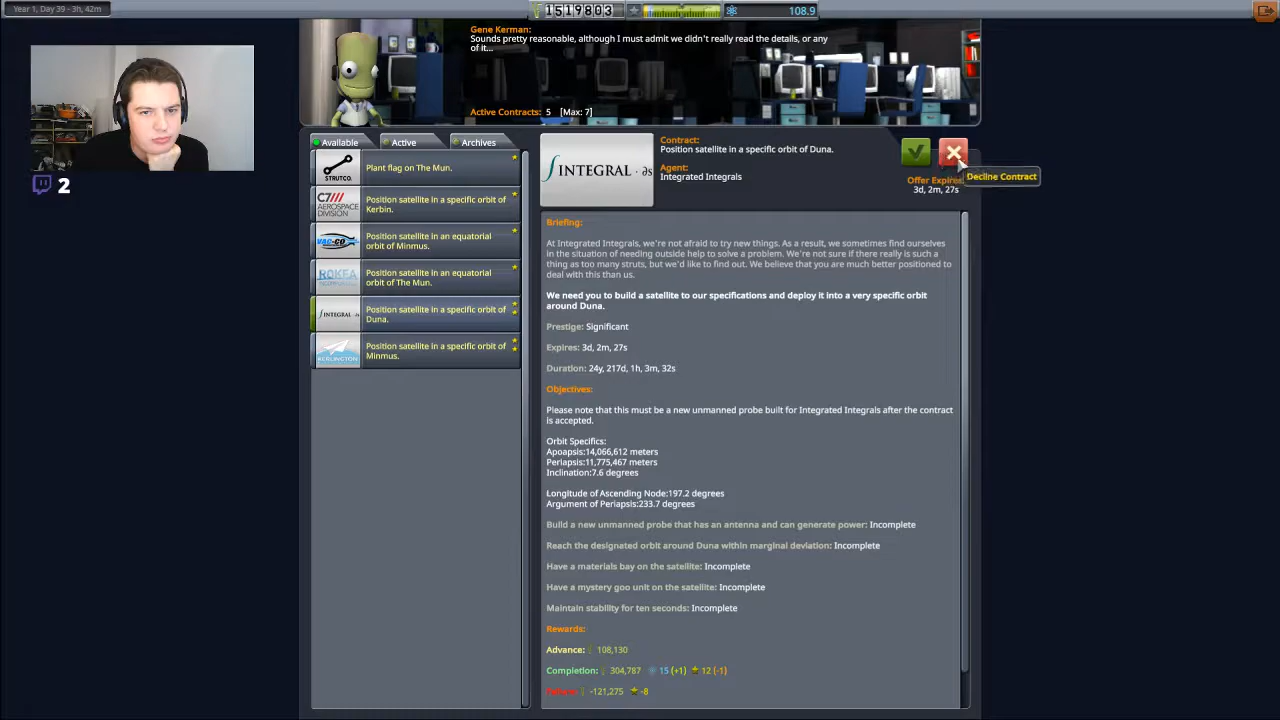 Year 1, Day 39 - 3h, 42m
1519803
108.9
Gene Kerman:
Sounds pretty reasonable, although I must admit we didn't really read the details, or any
of it...
Active Contracts: 5 [Max: 7]
2
Available
Active
Archives
STRUTCO.
Plant flag on The Mun.
C7 AEROSPACE
DIVISION
Position satellite in a specific orbit of
Kerbin.
VAC-CO
Position satellite in an equatorial
orbit of Minmus.
ROKEA
Position satellite in an equatorial
orbit of The Mun.
INTEGRAL · ∂s
Position satellite in a specific orbit of
Duna.
Position satellite in a specific orbit of
Minmus.
INTEGRAL · ∂s
Contract:
Position satellite in a specific orbit of Duna.
Agent:
Integrated Integrals
Decline Contract
Offer Expires
3d, 2m, 27s
Briefing:
At Integrated Integrals, we're not afraid to try new things. As a result, we sometimes find ourselves
in the situation of needing outside help to solve a problem. We're not sure if there really is such a
thing as too many struts, but we'd like to find out. We believe that you are much better positioned to
deal with this than us.
We need you to build a satellite to our specifications and deploy it into a very specific orbit
around Duna.
Prestige: Significant
Expires: 3d, 2m, 27s
Duration: 24y, 217d, 1h, 3m, 32s
Objectives:
Please note that this must be a new unmanned probe built for Integrated Integrals after the contract
is accepted.
Orbit Specifics:
Apoapsis:14,066,612 meters
Periapsis:11,775,467 meters
Inclination:7.6 degrees
Longitude of Ascending Node:197.2 degrees
Argument of Periapsis:233.7 degrees
Build a new unmanned probe that has an antenna and can generate power: Incomplete
Reach the designated orbit around Duna within marginal deviation: Incomplete
Have a materials bay on the satellite: Incomplete
Have a mystery goo unit on the satellite: Incomplete
Maintain stability for ten seconds: Incomplete
Rewards:
Advance: 108,130
Completion: 304,787 15 (+1) 12 (-1)
Failure: -121,275 -8